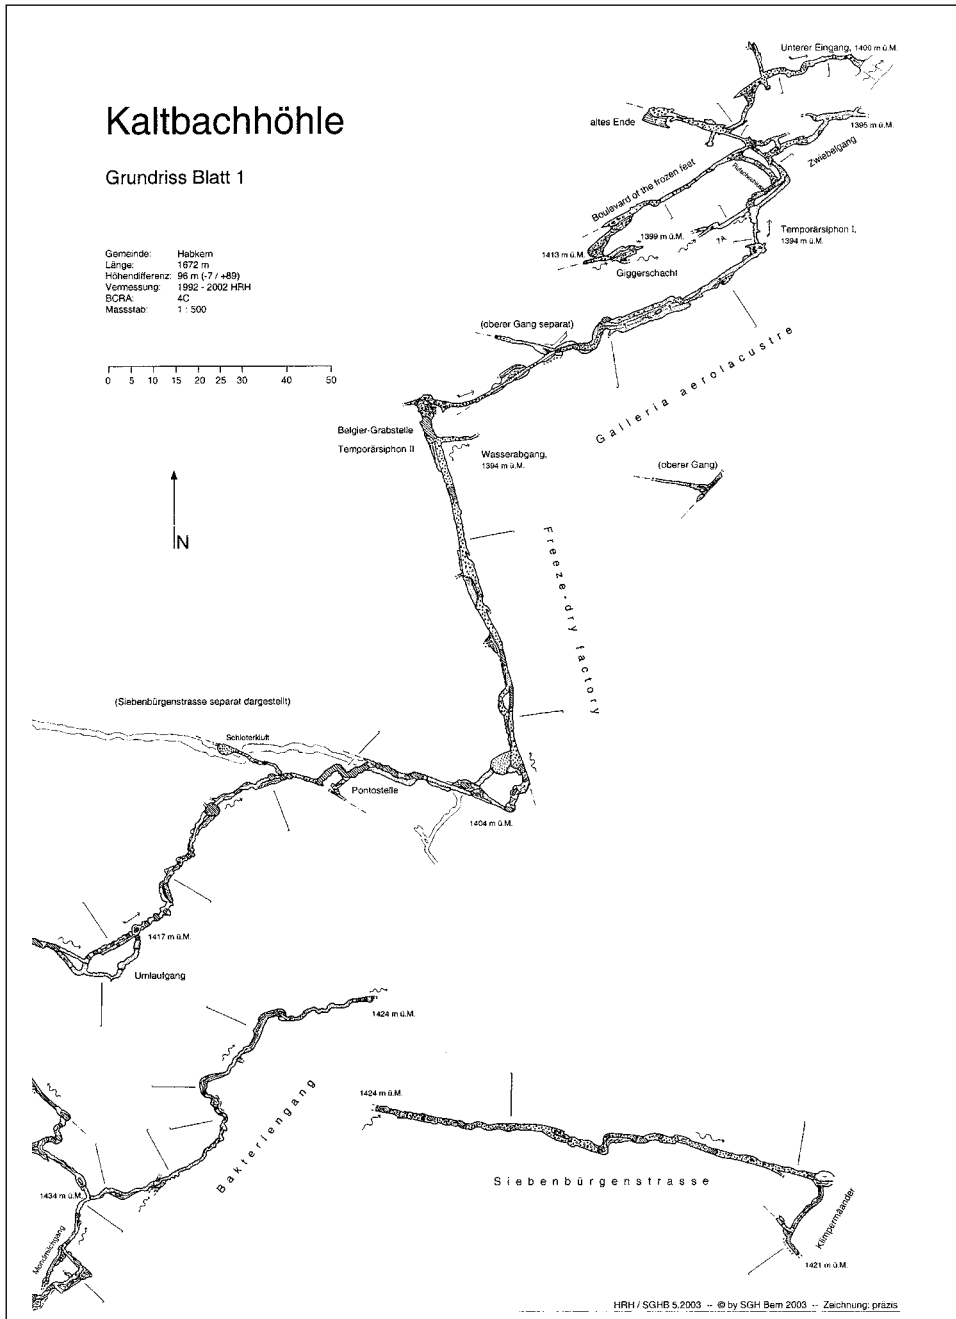 Kaltbachhöhle
Grundriss Blatt 1
Gemeinde: Habkern
Länge: 1672 m
Höhendifferenz: 96 m (-7 / +89)
Vermessung: 1992 - 2002 HRH
BCRA: 4C
Massstab: 1 : 500
0 5 10 15 20 25 30 40 50
N
Unterer Eingang, 1400 m ü.M.
altes Ende
1395 m ü.M.
Zwiebelgang
Boulevard of the frozen feet
Temporärsiphon I,
1394 m ü.M.
1399 m ü.M.
1413 m ü.M.
Giggerschacht
(oberer Gang separat)
Galleria aerolacustre
Belgier-Grabstelle
Temporärsiphon II
Wasserabgang,
1394 m ü.M.
(oberer Gang)
Freeze-dry factory
(Siebenbürgenstrasse separat dargestellt)
Schloterkluft
Pontostelle
1404 m ü.M.
1417 m ü.M.
Umlaufgang
1424 m ü.M.
Bakteriengang
1424 m ü.M.
Siebenbürgenstrasse
1434 m ü.M.
Mondmilchgang
Klimpermäander
1421 m ü.M.
HRH / SGHB 5.2003 -- © by SGH Bern 2003 -- Zeichnung: präzis